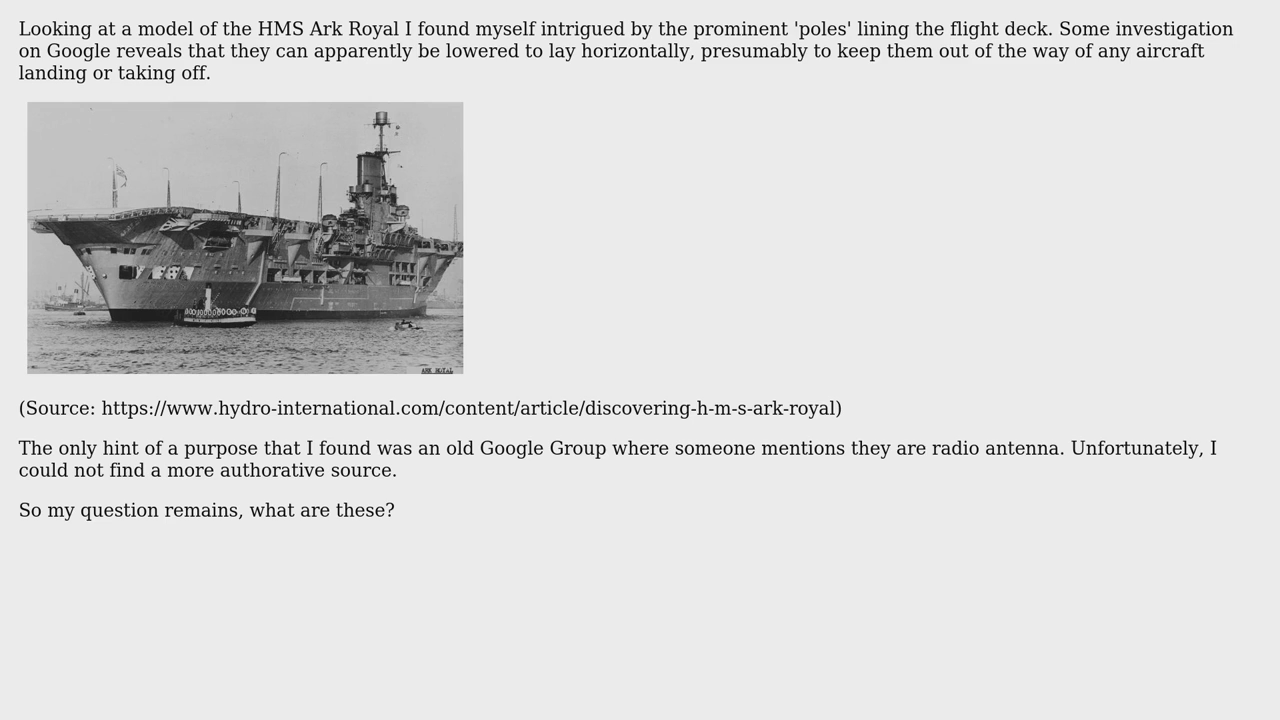 Looking at a model of the HMS Ark Royal I found myself intrigued by the prominent 'poles' lining the flight deck. Some investigation
on Google reveals that they can apparently be lowered to lay horizontally, presumably to keep them out of the way of any aircraft
landing or taking off.
ARK ROYAL
(Source: https://www.hydro-international.com/content/article/discovering-h-m-s-ark-royal)
The only hint of a purpose that I found was an old Google Group where someone mentions they are radio antenna. Unfortunately, I
could not find a more authorative source.
So my question remains, what are these?